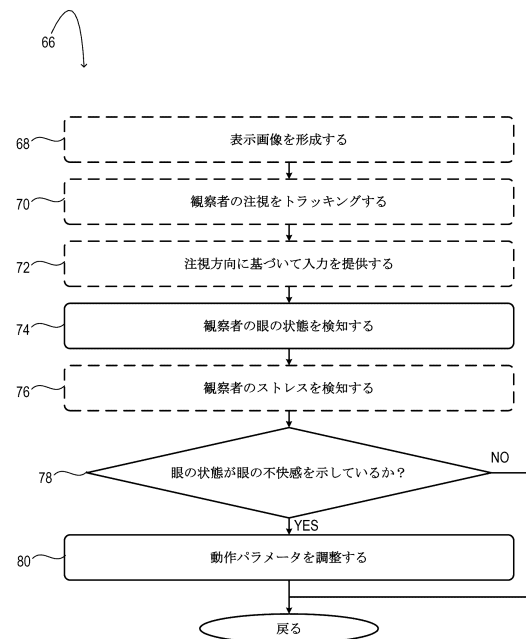 66
68
表示画像を形成する
70
観察者の注視をトラッキングする
72
注視方向に基づいて入力を提供する
74
観察者の眼の状態を検知する
76
観察者のストレスを検知する
78
眼の状態が眼の不快感を示しているか？
NO
YES
80
動作パラメータを調整する
戻る